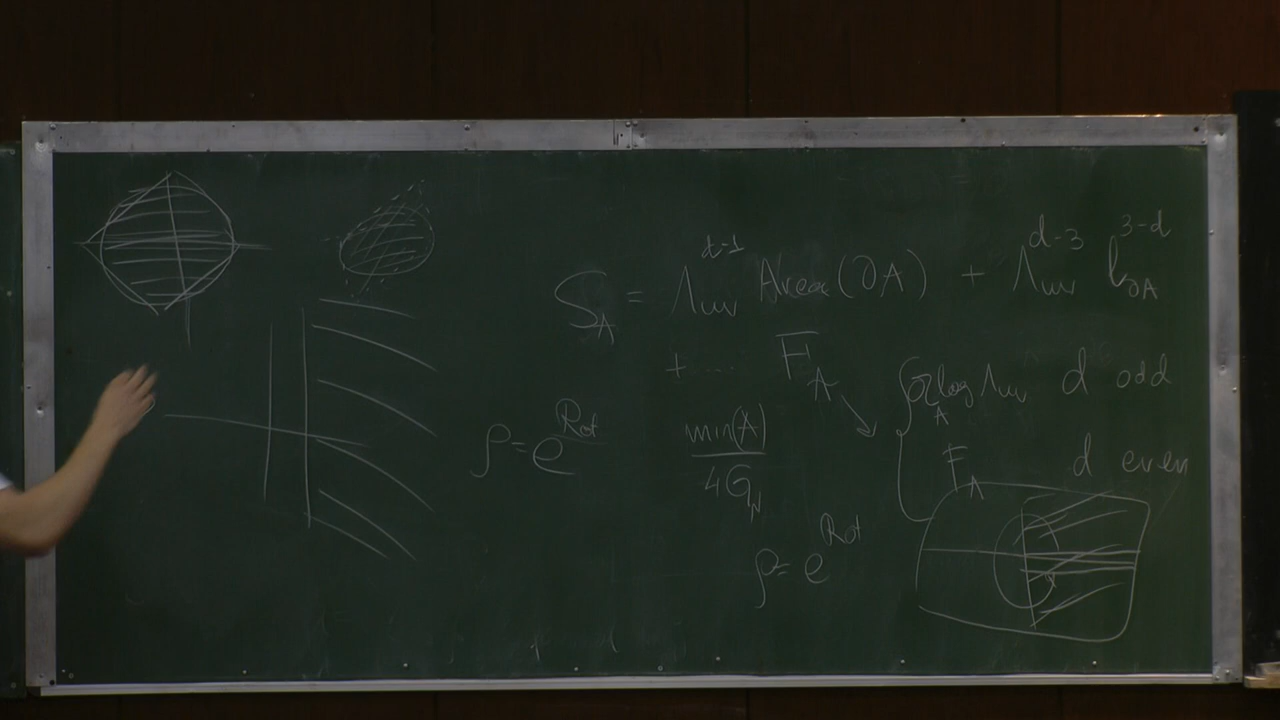 S_A = Λ_uv^{d-1} Area(∂A) + Λ_uv^{d-3} l_{∂A}^{3-d}
+ .... F_A
log Λ_uv d odd
F_A d even
ρ = e^{Rot}
min(A) / 4G_N
ρ = e^{Rot}